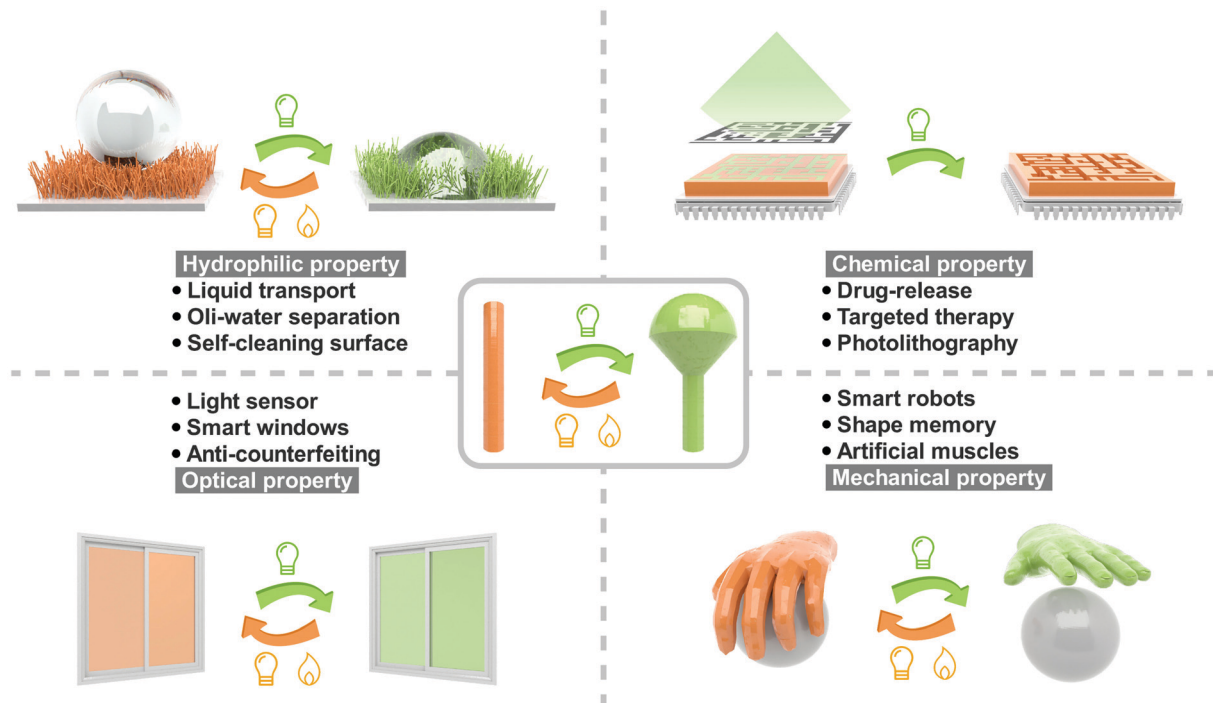 Hydrophilic property
• Liquid transport
• Oli-water separation
• Self-cleaning surface
Chemical property
• Drug-release
• Targeted therapy
• Photolithography
• Light sensor
• Smart windows
• Anti-counterfeiting
Optical property
• Smart robots
• Shape memory
• Artificial muscles
Mechanical property